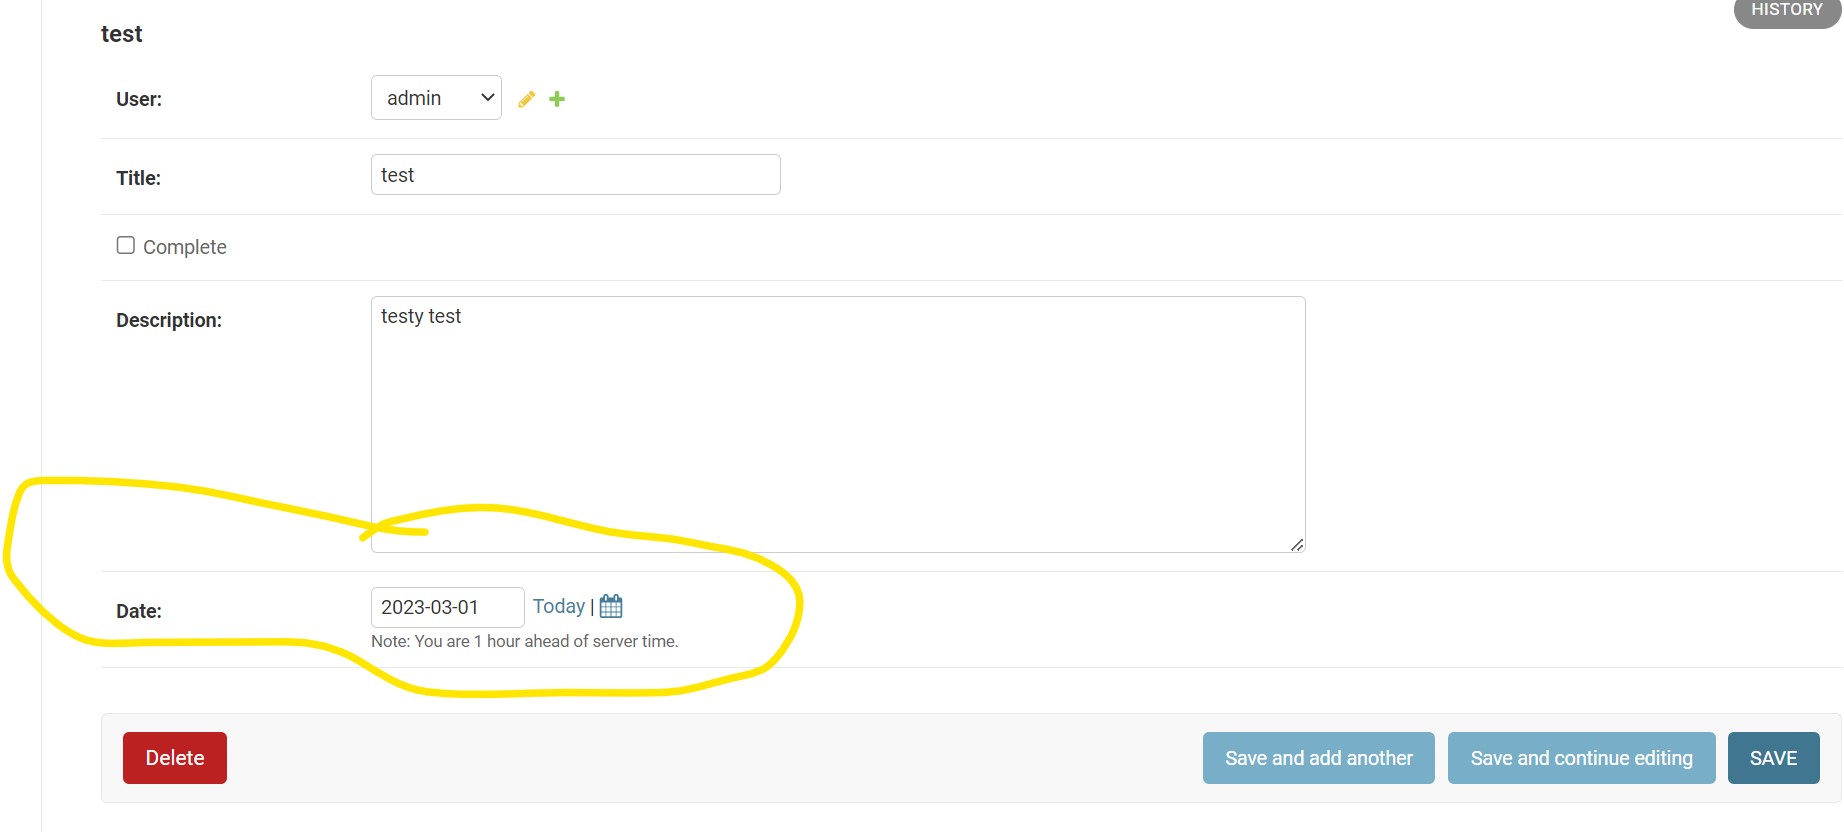 HISTORY
test
User: admin
Title: test
Complete
Description: testy test
Date: 2023-03-01 Today |
Note: You are 1 hour ahead of server time.
Delete Save and add another Save and continue editing SAVE